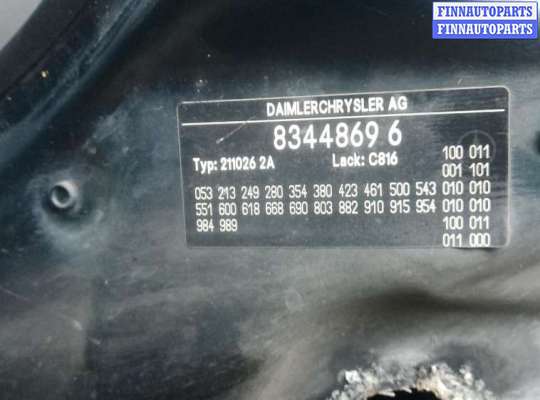 FINNAUTOPARTS
FINNAUTOPARTS
DAIMLERCHRYSLER AG
8344869 6
Typ: 211026 2A Lack: C816
053 213 249 280 354 380 423 461 500 543
551 600 618 668 690 803 882 910 915 954
984 989
100 011
001 101
010 010
010 010
100 011
011 000